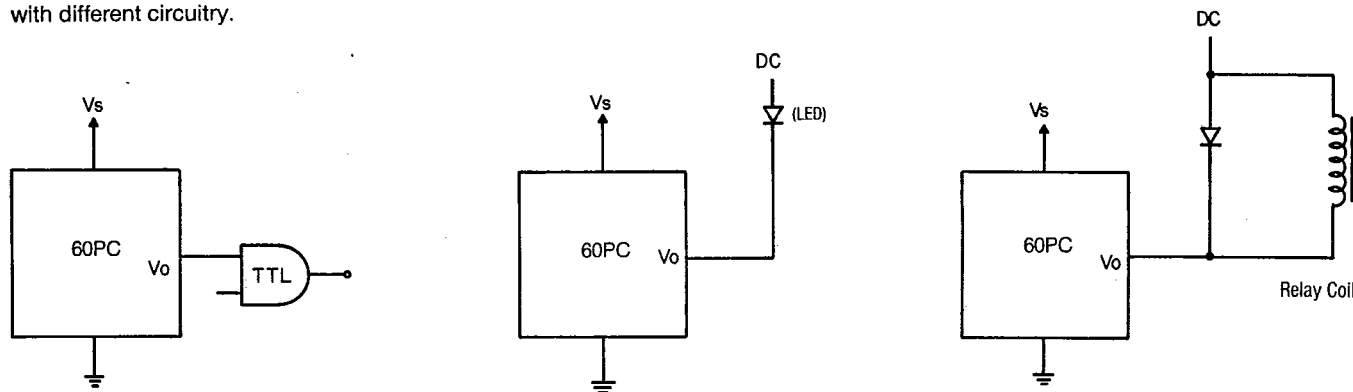 with different circuitry.
Vs
60PC
Vo
TTL
DC
(LED)
Vs
60PC
Vo
DC
Vs
60PC
Vo
Relay Coil